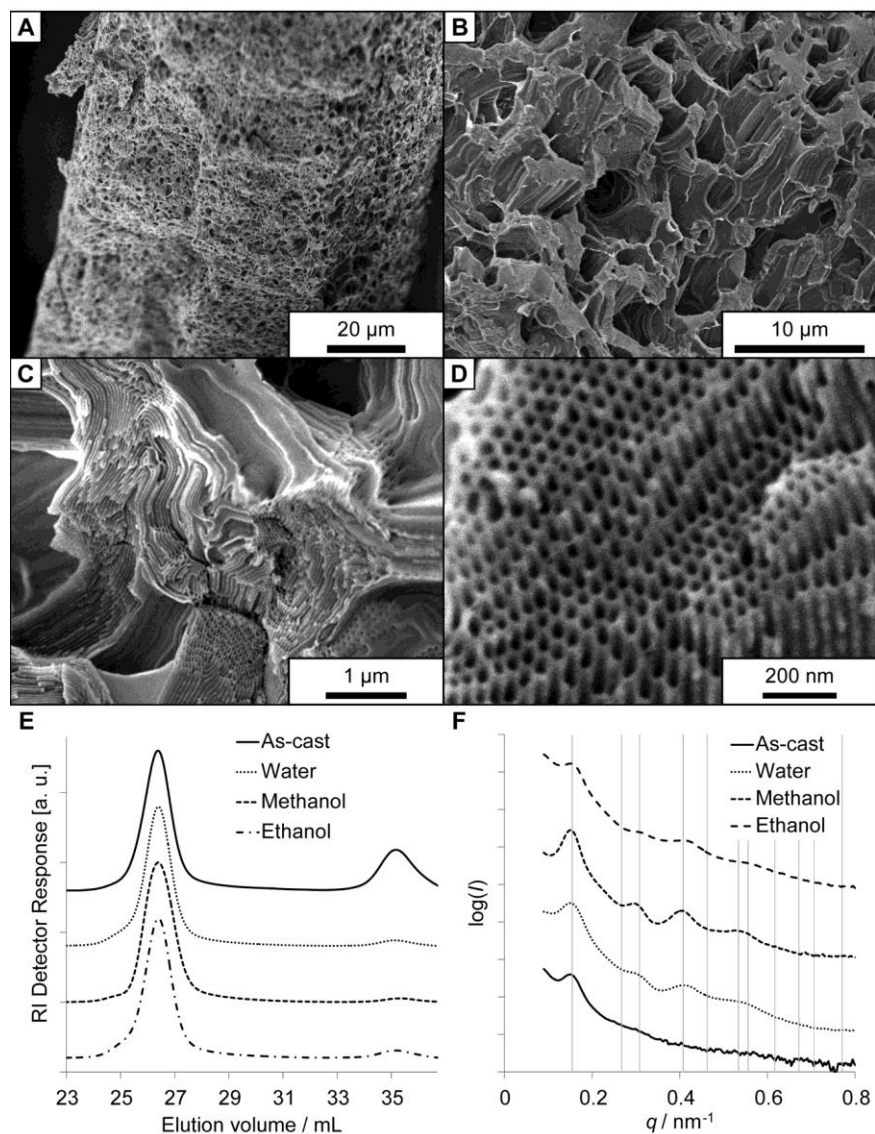 A
20 µm
B
10 µm
C
1 µm
D
200 nm
E
As-cast
Water
Methanol
Ethanol
RI Detector Response [a. u.]
23 25 27 29 31 33 35
Elution volume / mL
F
As-cast
Water
Methanol
Ethanol
log(I)
0 0.2 0.4 0.6 0.8
q / nm⁻¹